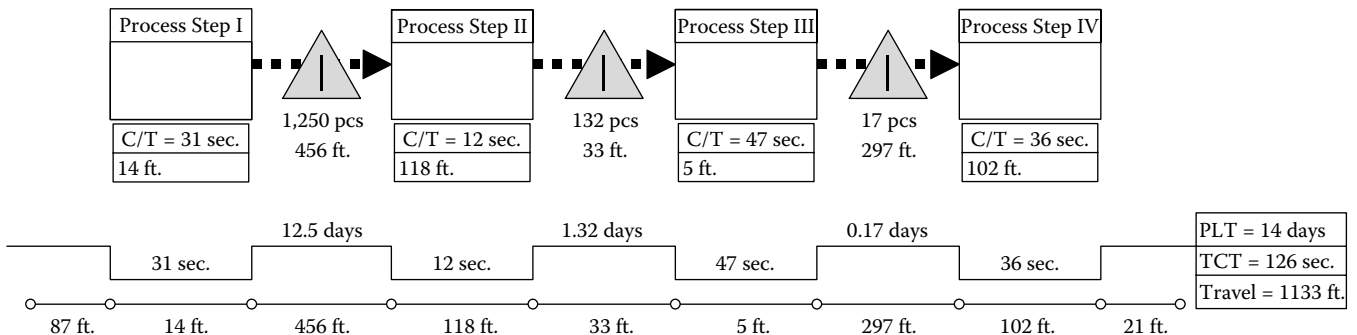 Process Step I
Process Step II
Process Step III
Process Step IV
1,250 pcs
132 pcs
17 pcs
C/T = 31 sec.
456 ft.
C/T = 12 sec.
33 ft.
C/T = 47 sec.
297 ft.
C/T = 36 sec.
14 ft.
118 ft.
5 ft.
102 ft.
12.5 days
1.32 days
0.17 days
PLT = 14 days
31 sec.
12 sec.
47 sec.
36 sec.
TCT = 126 sec.
Travel = 1133 ft.
87 ft.
14 ft.
456 ft.
118 ft.
33 ft.
5 ft.
297 ft.
102 ft.
21 ft.